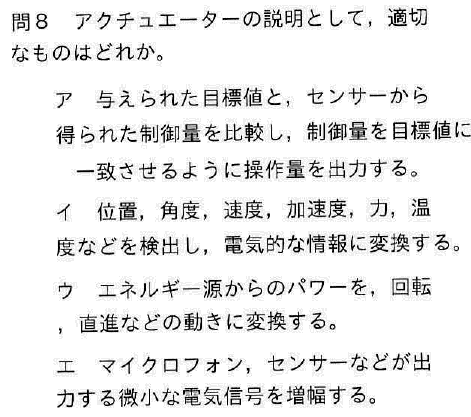 問８　アクチュエーターの説明として，適切
なものはどれか。
ア　与えられた目標値と，センサーから
得られた制御量を比較し，制御量を目標値に
一致させるように操作量を出力する。
イ　位置，角度，速度，加速度，力，温
度などを検出し，電気的な情報に変換する。
ウ　エネルギー源からのパワーを，回転
，直進などの動きに変換する。
エ　マイクロフォン，センサーなどが出
力する微小な電気信号を増幅する。